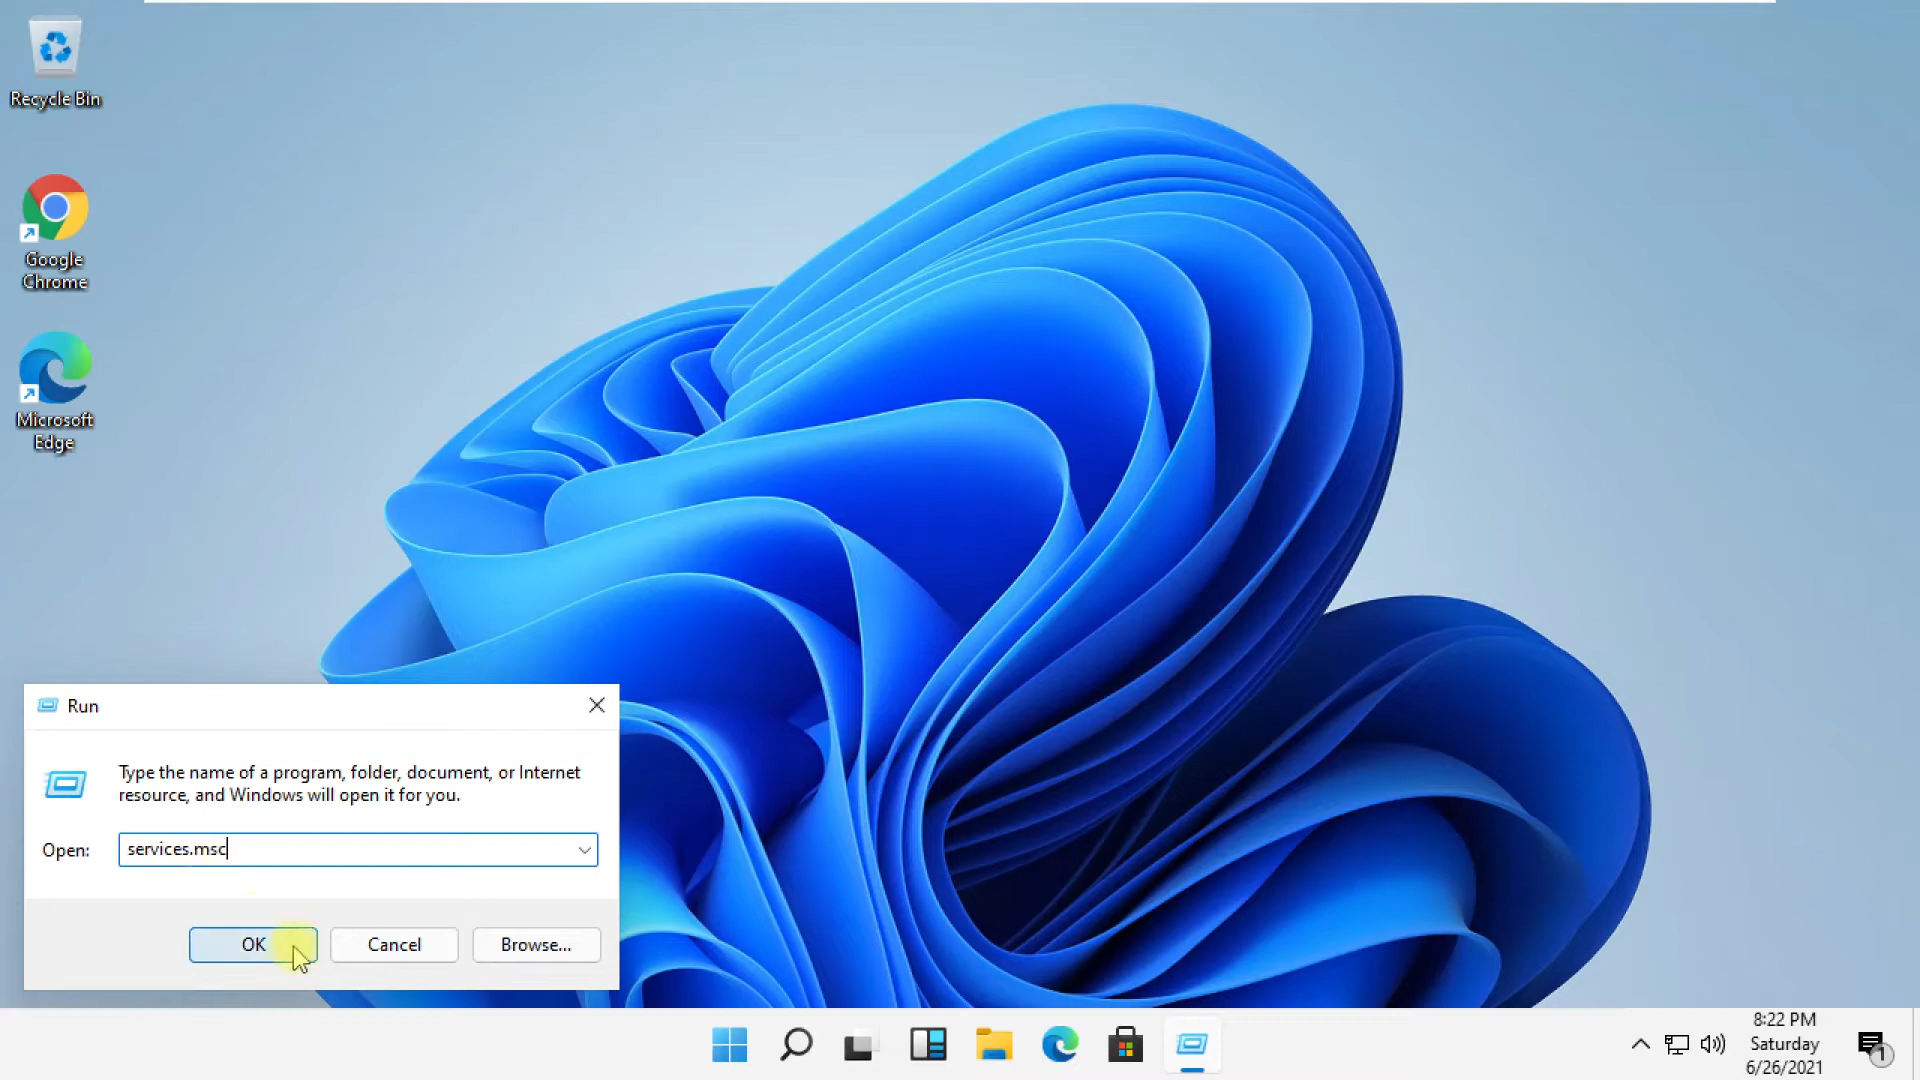 Recycle Bin
Google
Chrome
Microsoft
Edge
Run
Type the name of a program, folder, document, or Internet
resource, and Windows will open it for you.
Open: services.msc
OK Cancel Browse...
8:22 PM
Saturday
6/26/2021
1